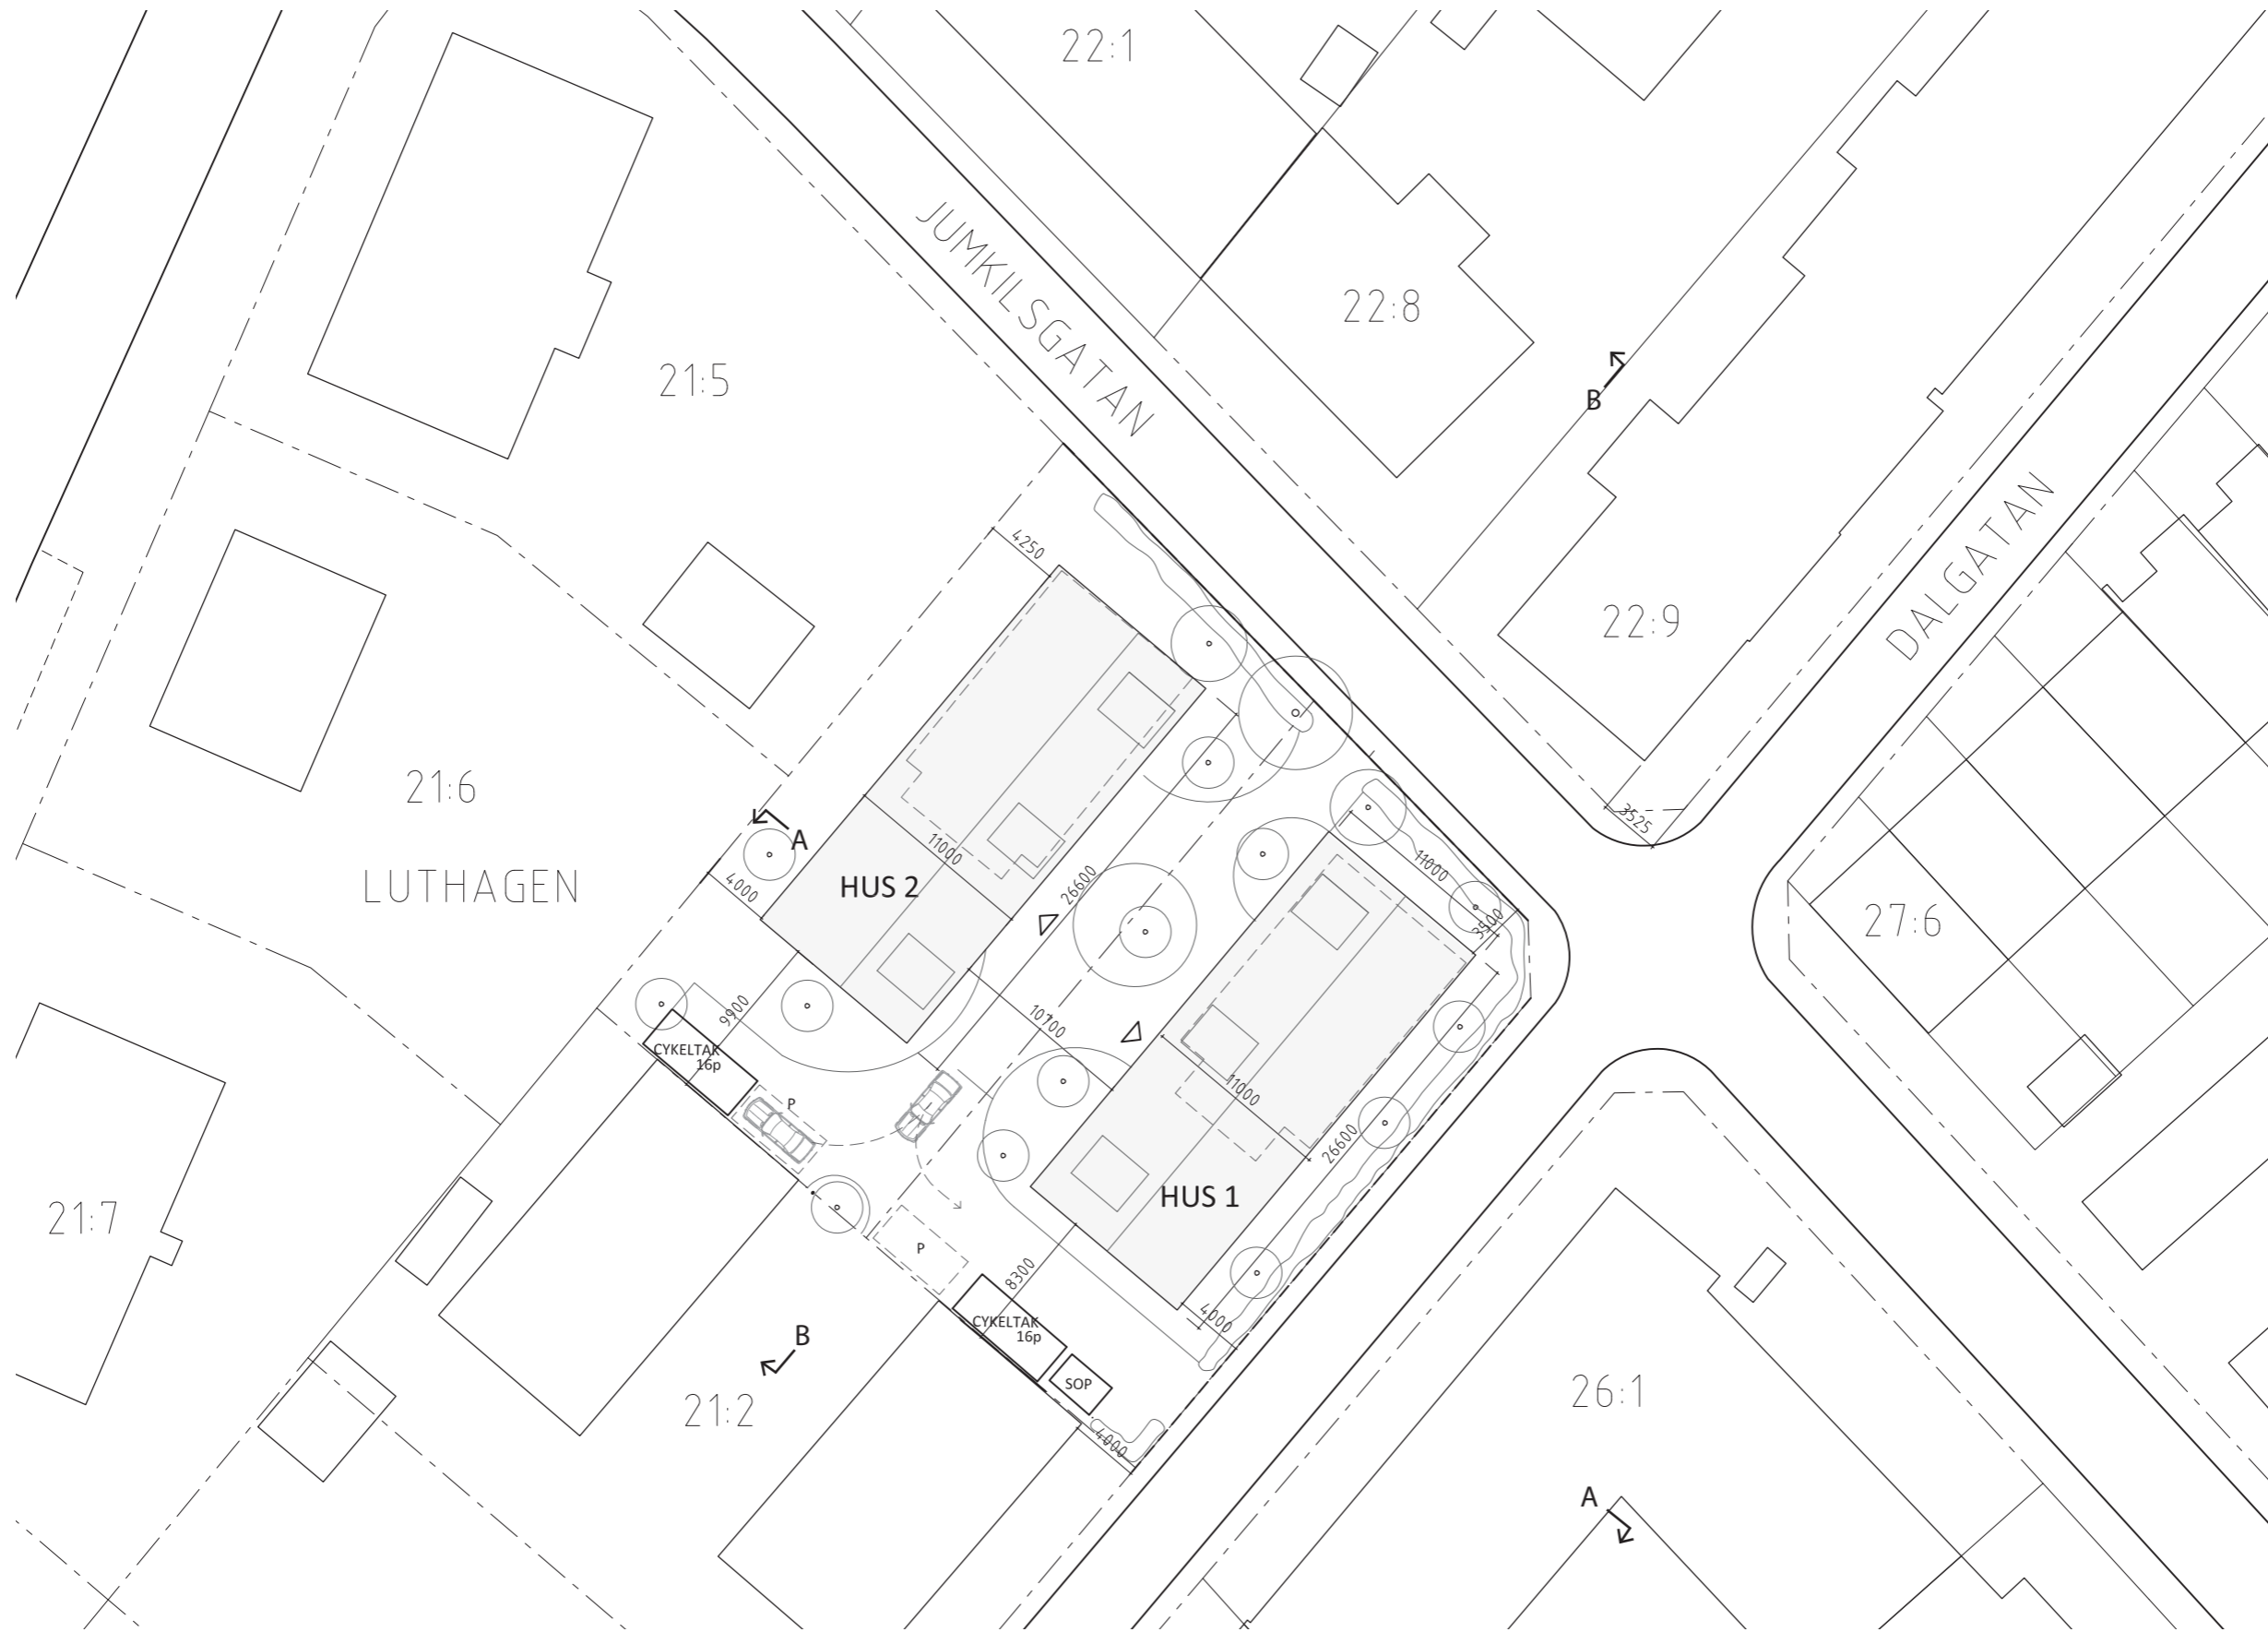 22:1
JUMKILSGATAN
22:8
21:5
B
4250
DALGATAN
22:9
21:6
3525
A
11000
11000
4000
HUS 2
26600
LUTHAGEN
3500
27:6
9900
10700
CYKELTAK
16p
P
11000
26600
HUS 1
21:7
P
8300
4000
CYKELTAK
16p
B
SOP
21:2
26:1
4000
A